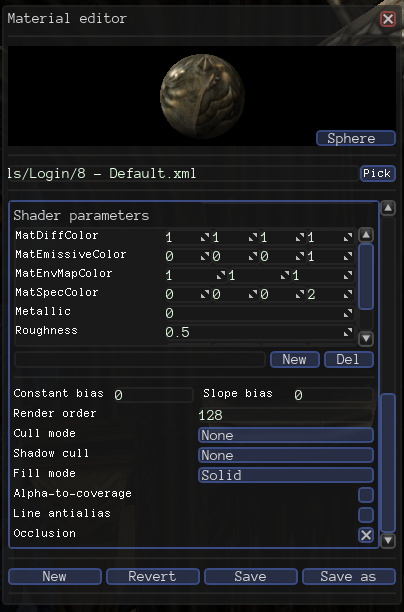 Material editor
Sphere
ls/Login/8 - Default.xml Pick
Shader parameters
MatDiffColor 1 1 1 1
MatEmissiveColor 0 0 0 1
MatEnvMapColor 1 1 1
MatSpecColor 0 0 0 2
Metallic 0
Roughness 0.5
New Del
Constant bias 0 Slope bias 0
Render order 128
Cull mode None
Shadow cull None
Fill mode Solid
Alpha-to-coverage
Line antialias
Occlusion
New Revert Save Save as